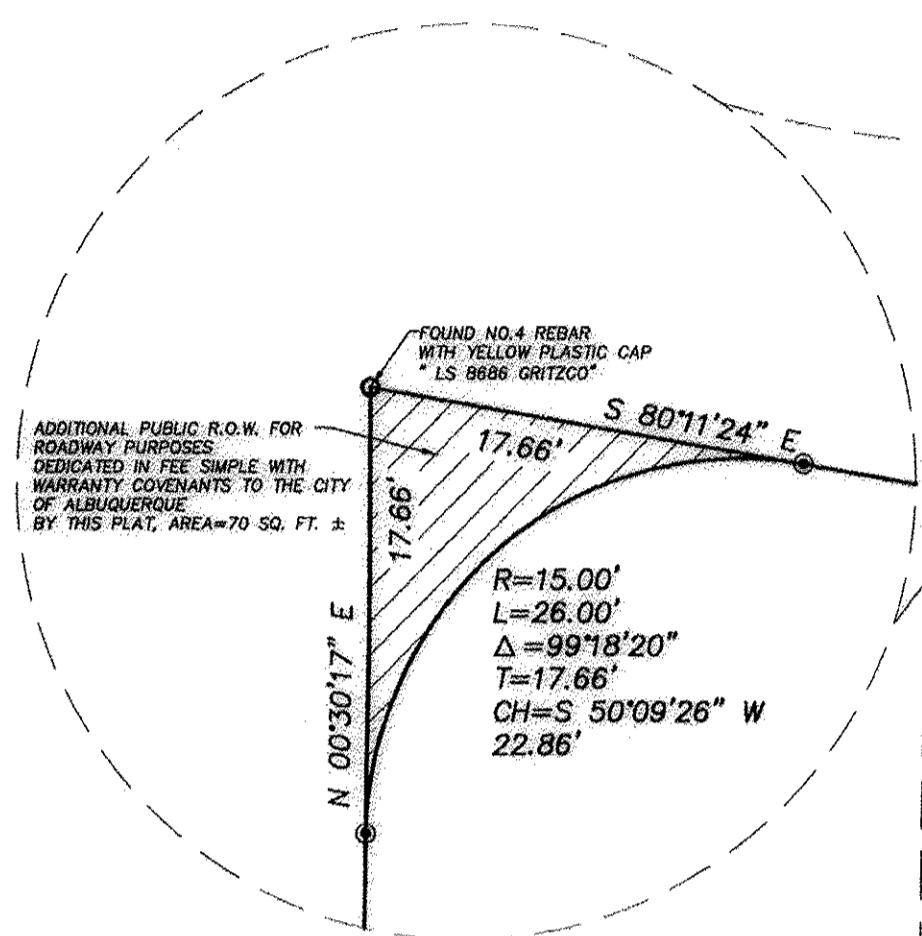 FOUND NO.4 REBAR
WITH YELLOW PLASTIC CAP
" LS 8686 GRITZCO"
S 80°11'24" E
17.66'
ADDITIONAL PUBLIC R.O.W. FOR
ROADWAY PURPOSES
DEDICATED IN FEE SIMPLE WITH
WARRANTY COVENANTS TO THE CITY
OF ALBUQUERQUE
BY THIS PLAT, AREA=70 SQ. FT. ±
17.66'
N 00°30'17" E
R=15.00'
L=26.00'
Δ=99°18'20"
T=17.66'
CH=S 50°09'26" W
22.86'